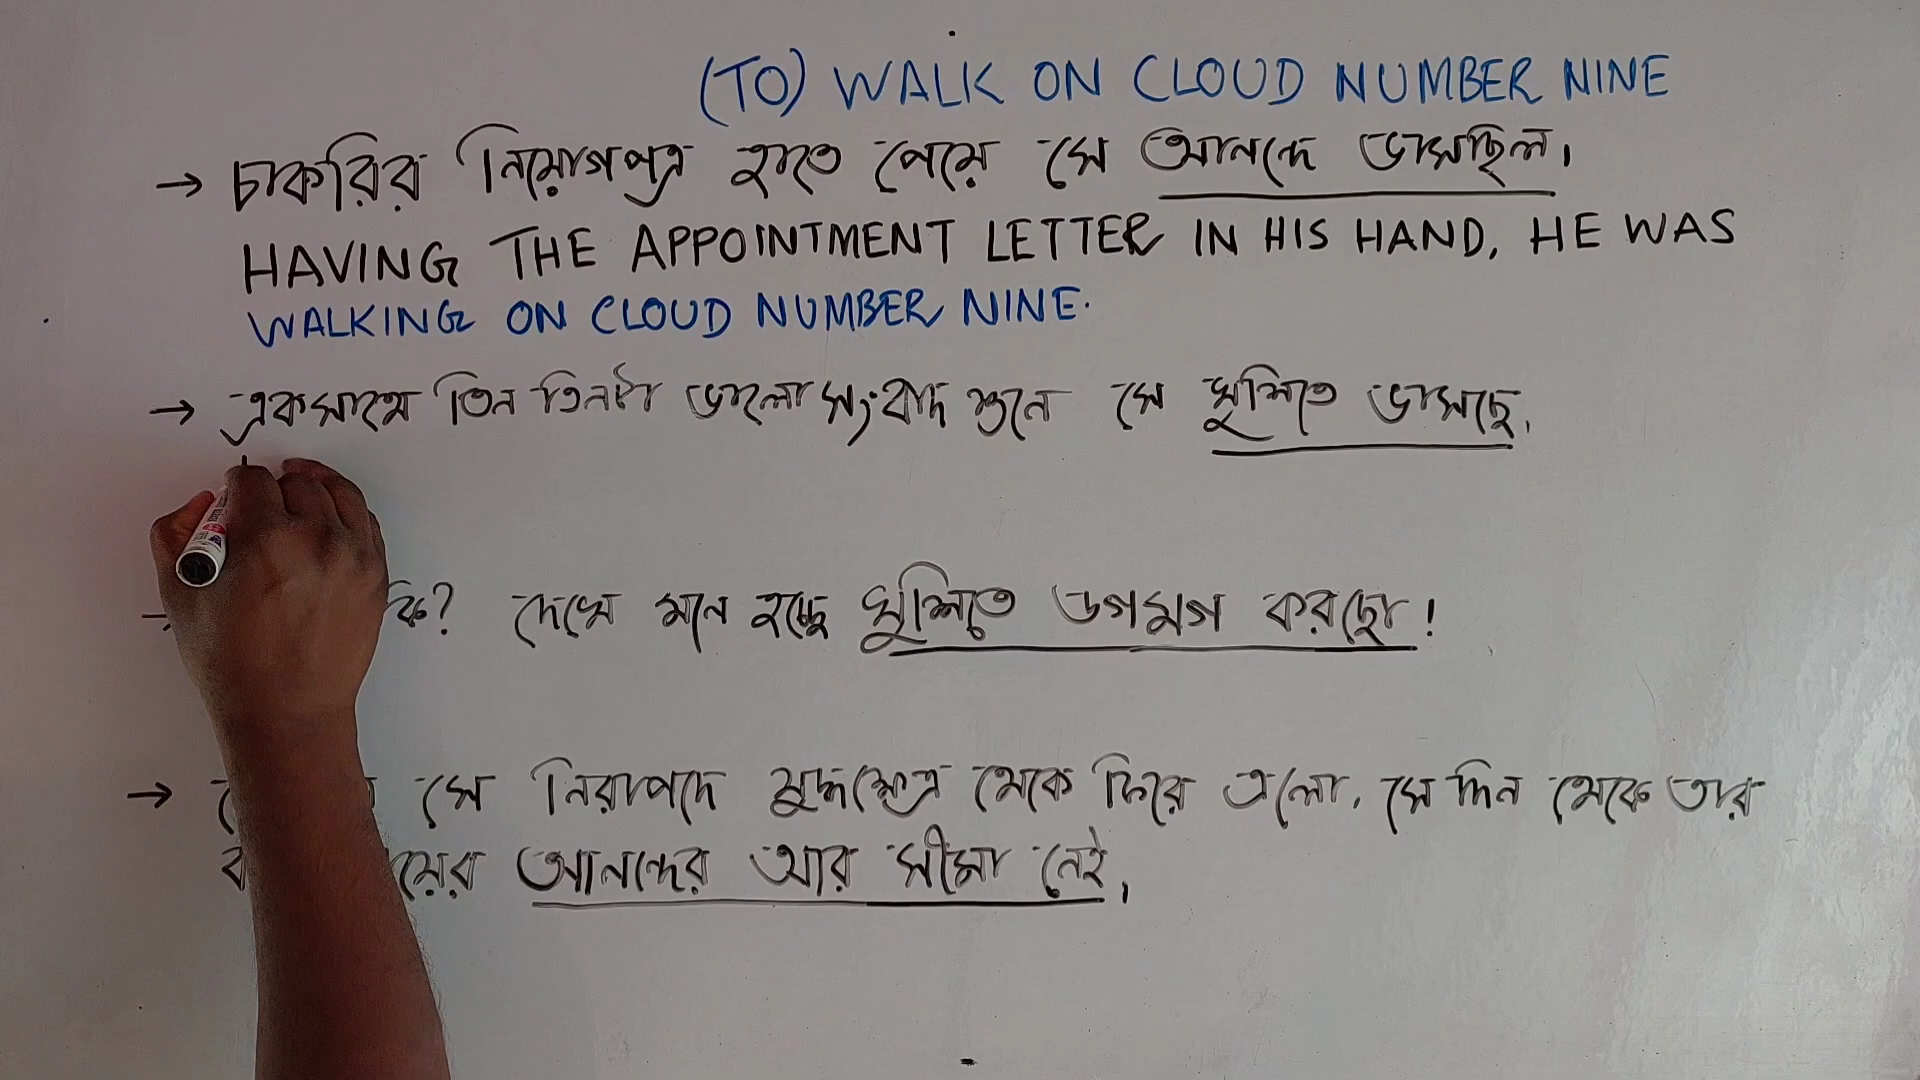 (TO) WALK ON CLOUD NUMBER NINE
→ চাকরির নিয়োগপত্র হাতে পেয়ে সে আনন্দে ভাসছিল।
HAVING THE APPOINTMENT LETTER IN HIS HAND, HE WAS
WALKING ON CLOUD NUMBER NINE.
→ একসাথে তিন তিনটা ভালো সংবাদ শুনে সে খুশিতে ভাসছে।
কি? দেখে মনে হচ্ছে খুশিতে ডগমগ করছো!
→ সে নিরাপদে যুদ্ধক্ষেত্র থেকে ফিরে এলো, সে দিন থেকে তার
আনন্দের আর সীমা নেই।